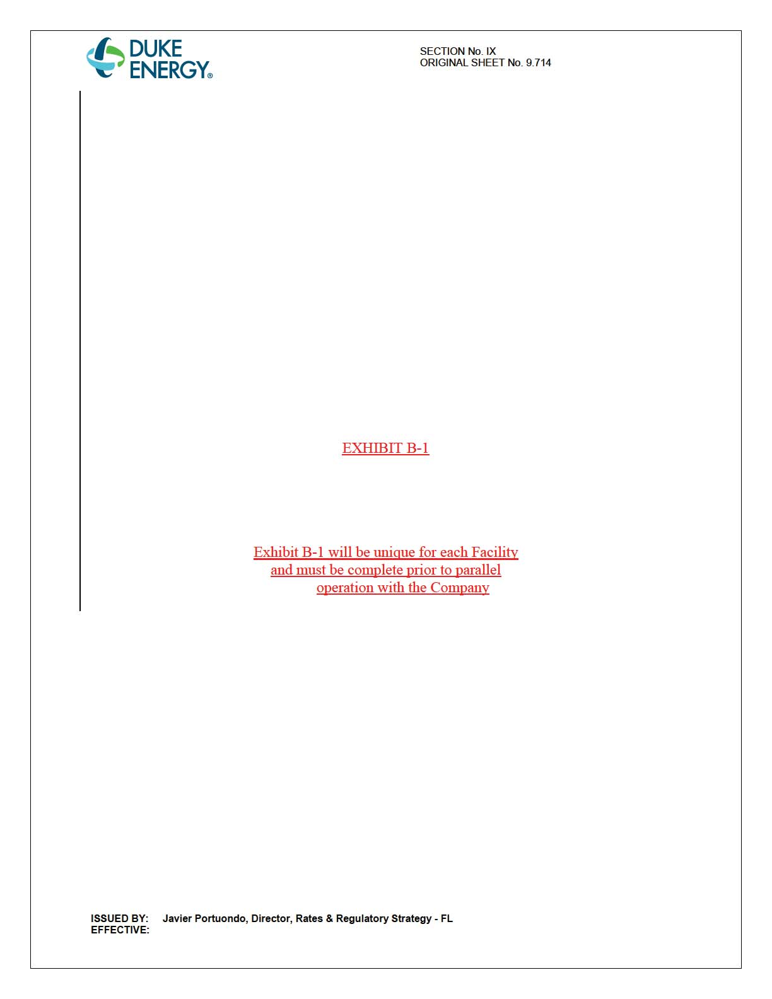 DUKE
ENERGY®
SECTION No. IX
ORIGINAL SHEET No. 9.714
EXHIBIT B-1
Exhibit B-1 will be unique for each Facility
and must be complete prior to parallel
operation with the Company
ISSUED BY: Javier Portuondo, Director, Rates & Regulatory Strategy - FL
EFFECTIVE: